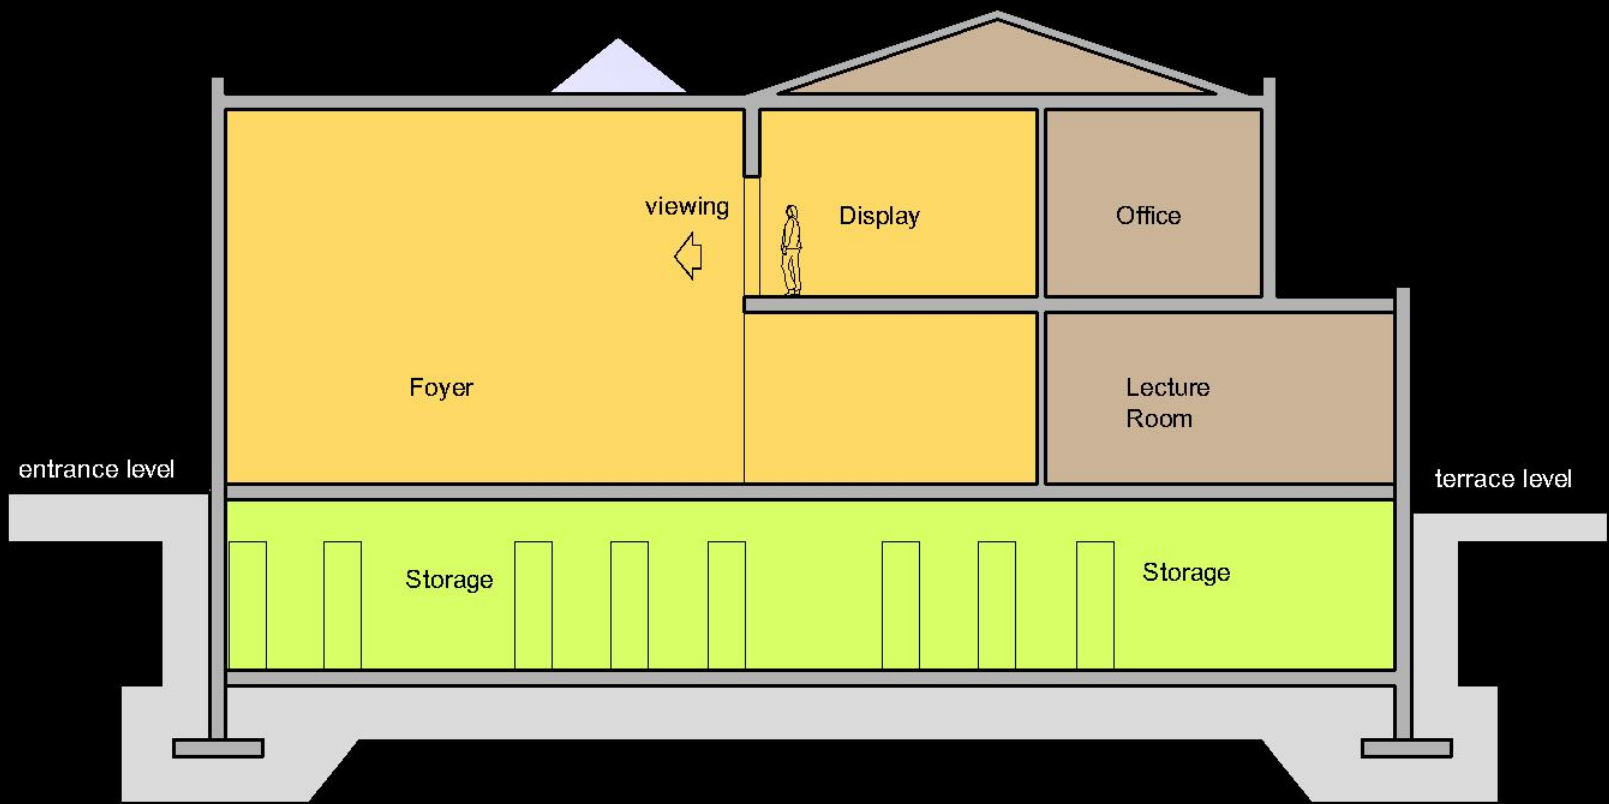 viewing
Display
Office
Foyer
Lecture
Room
entrance level
terrace level
Storage
Storage